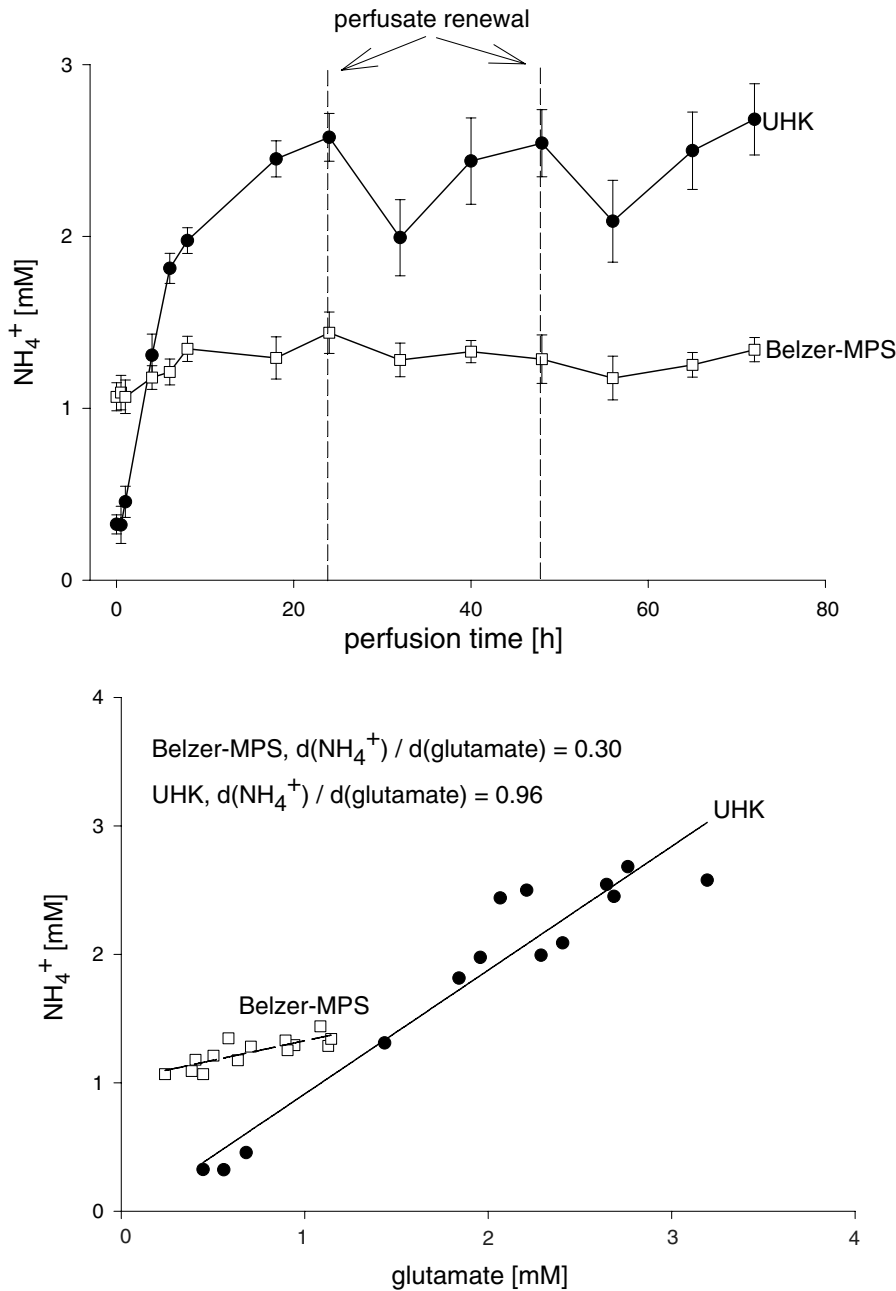 perfusate renewal
3
2
1
0
NH4+ [mM]
UHK
Belzer-MPS
0 20 40 60 80
perfusion time [h]
4
3
2
1
0
NH4+ [mM]
Belzer-MPS, d(NH4+) / d(glutamate) = 0.30
UHK, d(NH4+) / d(glutamate) = 0.96
UHK
Belzer-MPS
0 1 2 3 4
glutamate [mM]